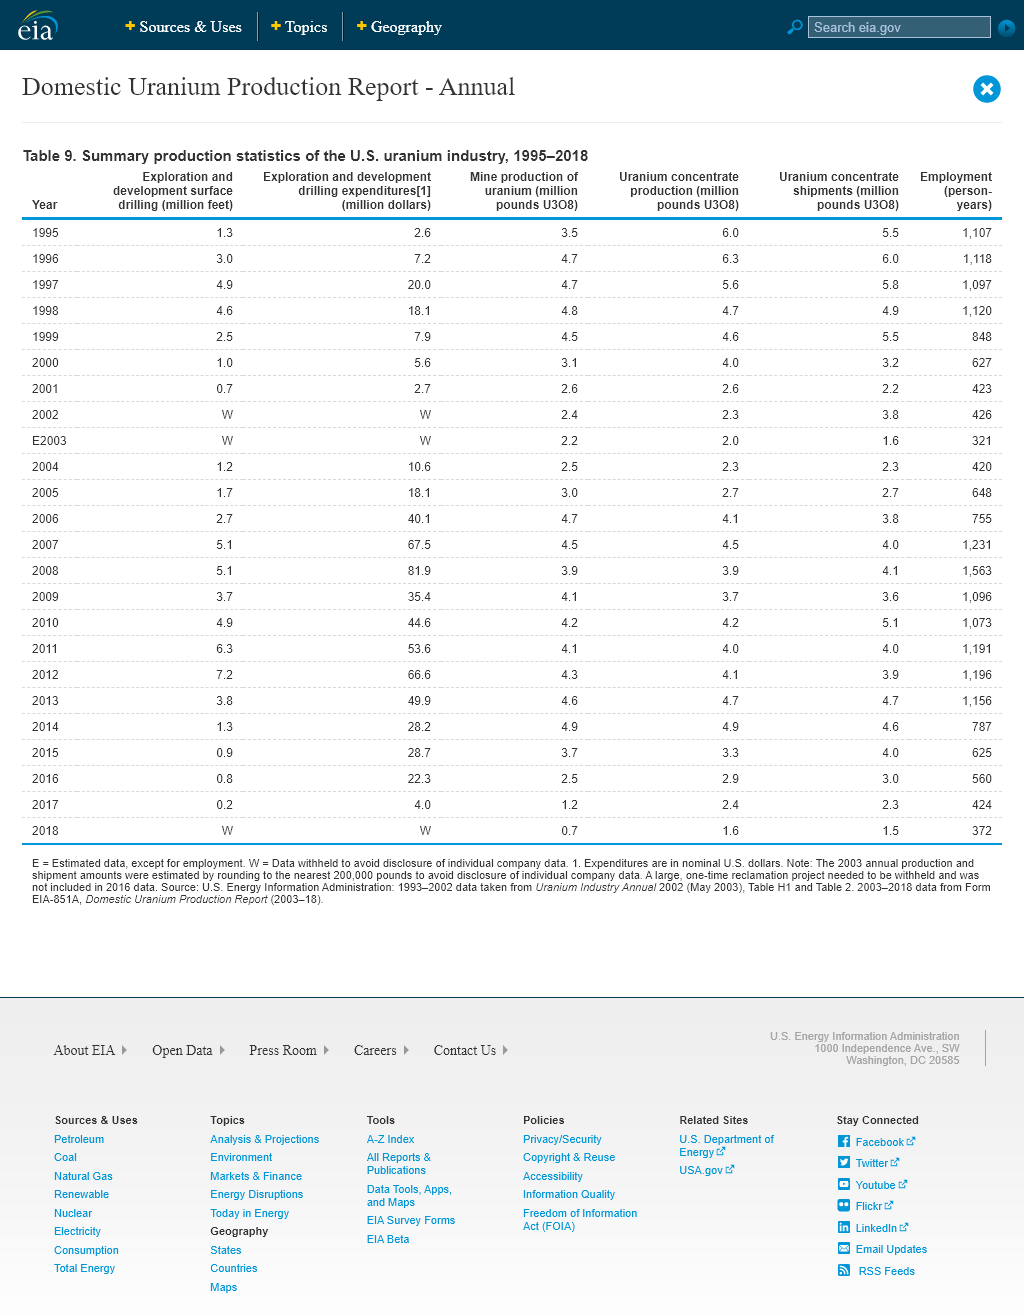 eia
Sources & Uses
Topics
Geography
Search eia.gov
Domestic Uranium Production Report - Annual
Table 9. Summary production statistics of the U.S. uranium industry, 1995–2018
Year Exploration and development surface drilling (million feet) Exploration and development drilling expenditures[1] (million dollars) Mine production of uranium (million pounds U3O8) Uranium concentrate production (million pounds U3O8) Uranium concentrate shipments (million pounds U3O8) Employment (person-years)
1995 1.3 2.6 3.5 6.0 5.5 1,107
1996 3.0 7.2 4.7 6.3 6.0 1,118
1997 4.9 20.0 4.7 5.6 5.8 1,097
1998 4.6 18.1 4.8 4.7 4.9 1,120
1999 2.5 7.9 4.5 4.6 5.5 848
2000 1.0 5.6 3.1 4.0 3.2 627
2001 0.7 2.7 2.6 2.6 2.2 423
2002 W W 2.4 2.3 3.8 426
E2003 W W 2.2 2.0 1.6 321
2004 1.2 10.6 2.5 2.3 2.3 420
2005 1.7 18.1 3.0 2.7 2.7 648
2006 2.7 40.1 4.7 4.1 3.8 755
2007 5.1 67.5 4.5 4.5 4.0 1,231
2008 5.1 81.9 3.9 3.9 4.1 1,563
2009 3.7 35.4 4.1 3.7 3.6 1,096
2010 4.9 44.6 4.2 4.2 5.1 1,073
2011 6.3 53.6 4.1 4.0 4.0 1,191
2012 7.2 66.6 4.3 4.1 3.9 1,196
2013 3.8 49.9 4.6 4.7 4.7 1,156
2014 1.3 28.2 4.9 4.9 4.6 787
2015 0.9 28.7 3.7 3.3 4.0 625
2016 0.8 22.3 2.5 2.9 3.0 560
2017 0.2 4.0 1.2 2.4 2.3 424
2018 W W 0.7 1.6 1.5 372
E = Estimated data, except for employment. W = Data withheld to avoid disclosure of individual company data. 1. Expenditures are in nominal U.S. dollars. Note: The 2003 annual production and
shipment amounts were estimated by rounding to the nearest 200,000 pounds to avoid disclosure of individual company data. A large, one-time reclamation project needed to be withheld and was
not included in 2016 data. Source: U.S. Energy Information Administration: 1993–2002 data taken from Uranium Industry Annual 2002 (May 2003), Table H1 and Table 2. 2003–2018 data from Form
EIA-851A, Domestic Uranium Production Report (2003–18).
About EIA
Open Data
Press Room
Careers
Contact Us
U.S. Energy Information Administration
1000 Independence Ave., SW
Washington, DC 20585
Sources & Uses
Petroleum
Coal
Natural Gas
Renewable
Nuclear
Electricity
Consumption
Total Energy
Topics
Analysis & Projections
Environment
Markets & Finance
Energy Disruptions
Today in Energy
Geography
States
Countries
Maps
Tools
A-Z Index
All Reports &
Publications
Data Tools, Apps,
and Maps
EIA Survey Forms
EIA Beta
Policies
Privacy/Security
Copyright & Reuse
Accessibility
Information Quality
Freedom of Information
Act (FOIA)
Related Sites
U.S. Department of
Energy
USA.gov
Stay Connected
Facebook
Twitter
Youtube
Flickr
LinkedIn
Email Updates
RSS Feeds